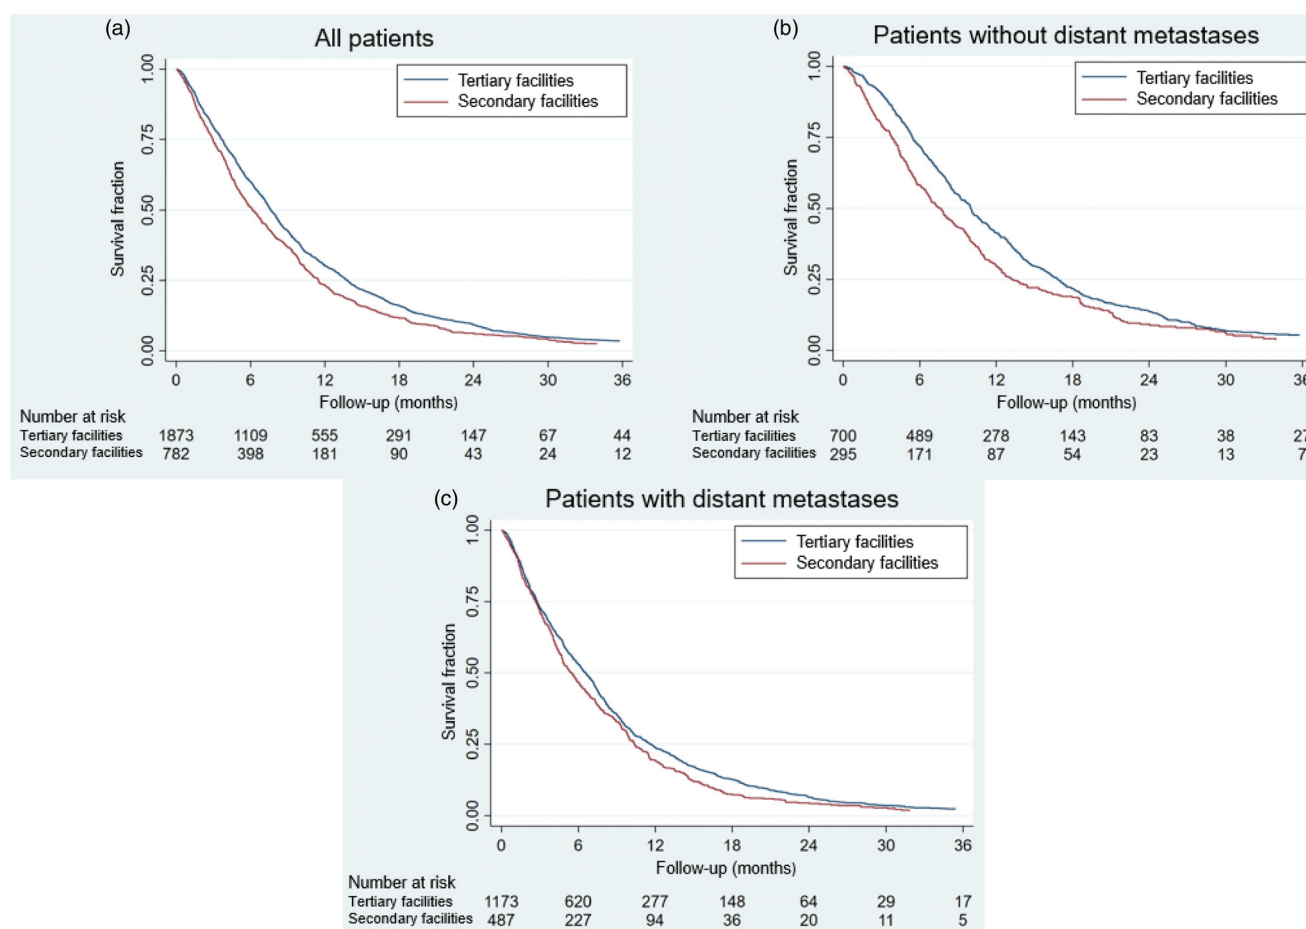 (a)
All patients
Tertiary facilities
Secondary facilities
Survival fraction
1.00
0.75
0.50
0.25
0.00
0 6 12 18 24 30 36
Follow-up (months)
Number at risk
Tertiary facilities 1873 1109 555 291 147 67 44
Secondary facilities 782 398 181 90 43 24 12
(b)
Patients without distant metastases
Tertiary facilities
Secondary facilities
Survival fraction
1.00
0.75
0.50
0.25
0.00
0 6 12 18 24 30 36
Follow-up (months)
Number at risk
Tertiary facilities 700 489 278 143 83 38 27
Secondary facilities 295 171 87 54 23 13 7
(c)
Patients with distant metastases
Tertiary facilities
Secondary facilities
Survival fraction
1.00
0.75
0.50
0.25
0.00
0 6 12 18 24 30 36
Follow-up (months)
Number at risk
Tertiary facilities 1173 620 277 148 64 29 17
Secondary facilities 487 227 94 36 20 11 5